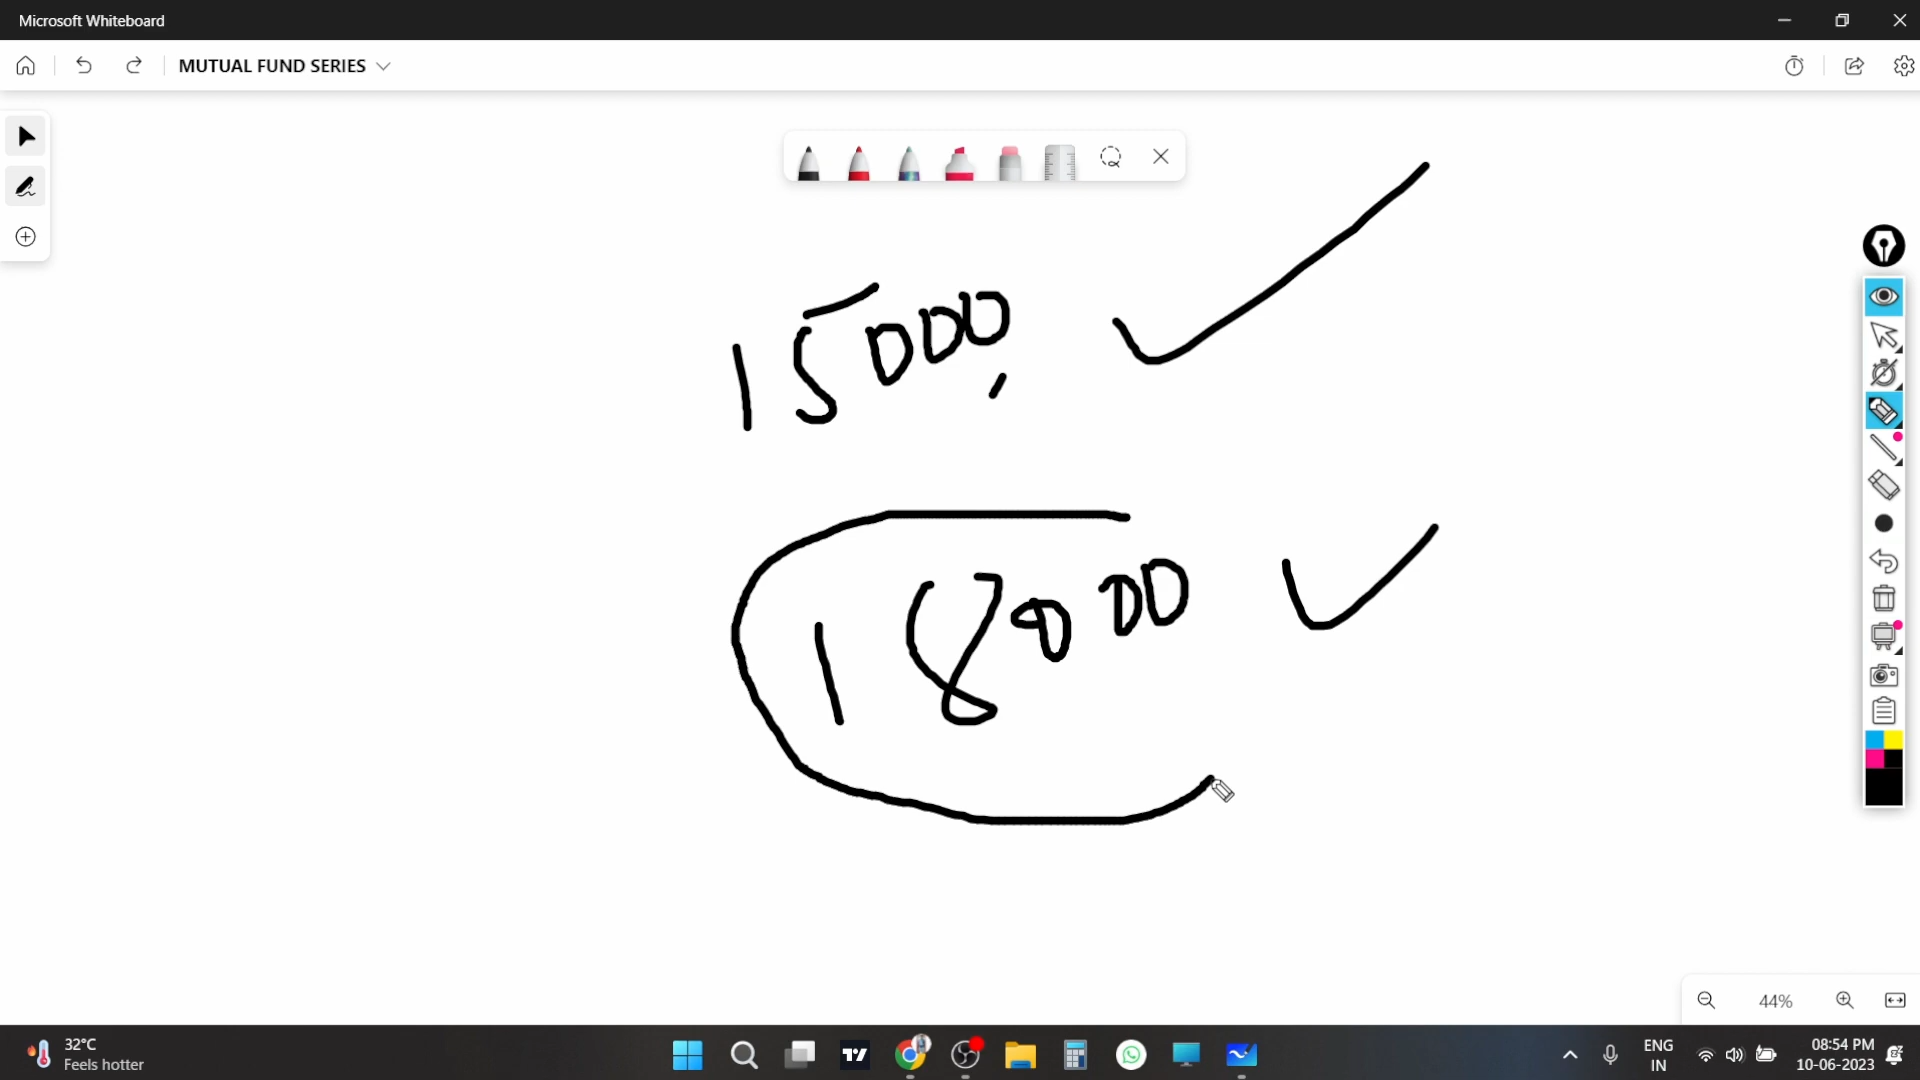 Microsoft Whiteboard
MUTUAL FUND SERIES
15000
18000
44%
32°C
Feels hotter
ENG
IN
08:54 PM
10-06-2023